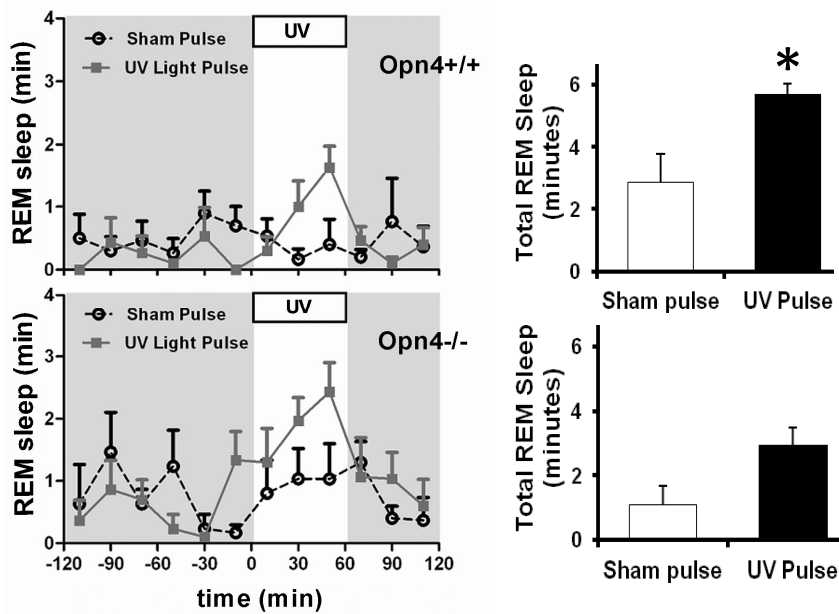 4
3
2
1
0
REM sleep (min)
Sham Pulse
UV Light Pulse
UV
Opn4+/+
6
4
2
0
Total REM Sleep
(minutes)
*
Sham pulse
UV Pulse
4
3
2
1
0
REM sleep (min)
Sham Pulse
UV Light Pulse
UV
Opn4-/-
-120
-90
-60
-30
0
30
60
90
120
time (min)
6
4
2
0
Total REM Sleep
(minutes)
Sham pulse
UV Pulse